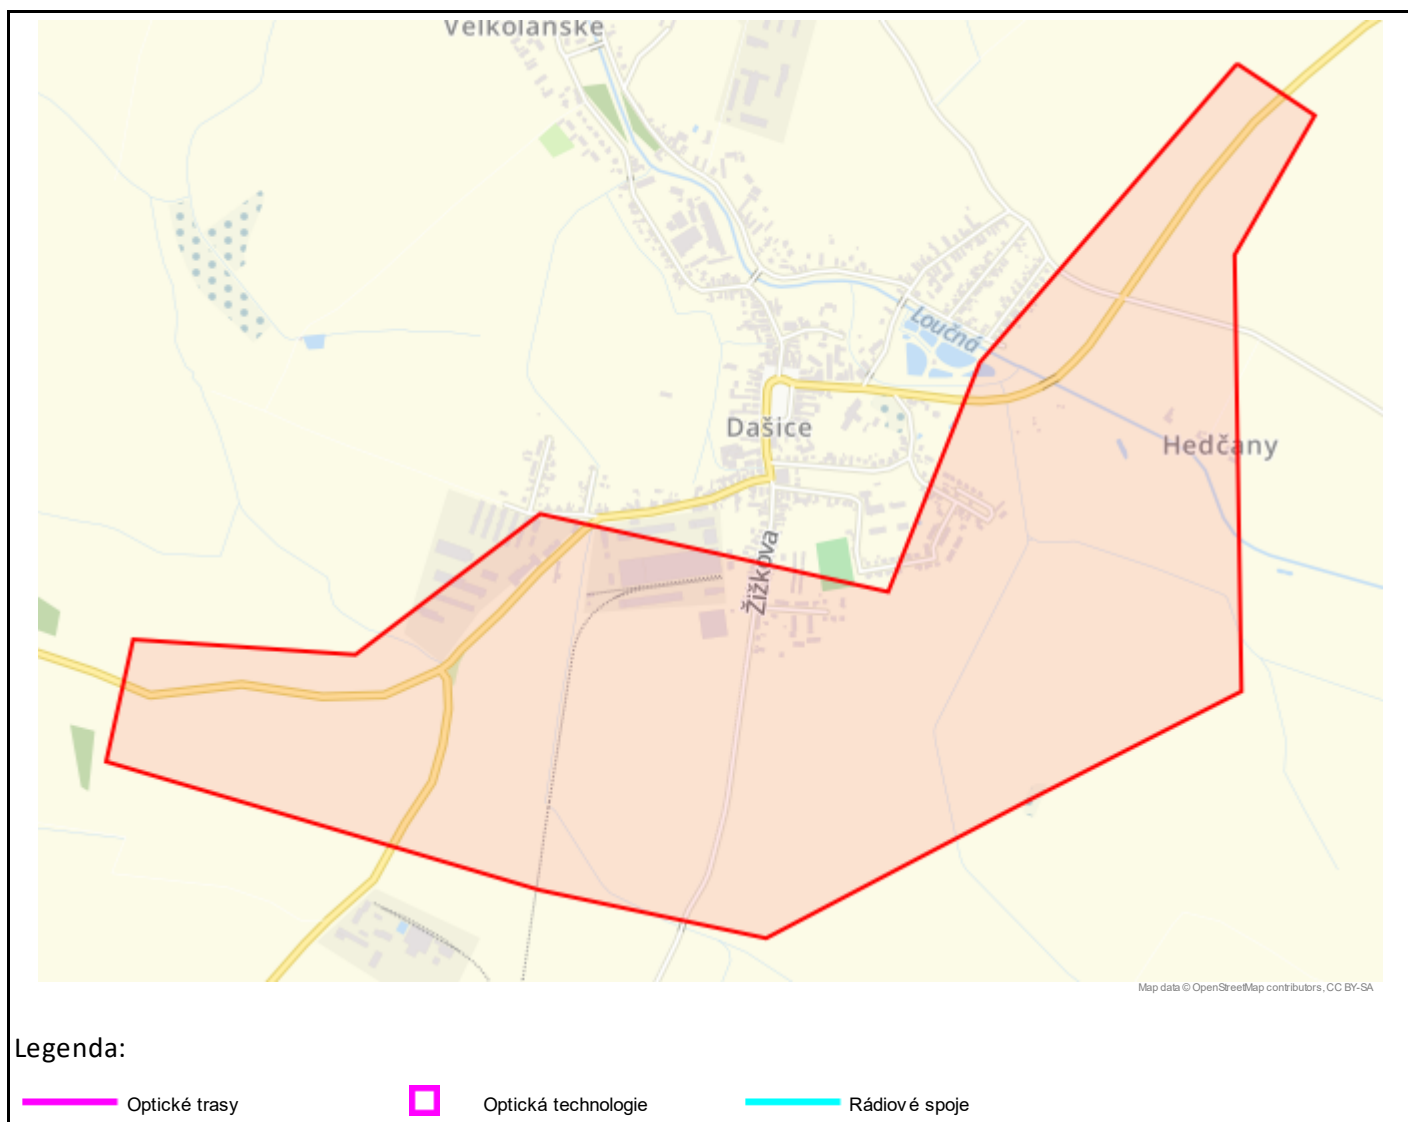 Velkolánské
Loučná
Dašice
Hedčany
Žižkova
Map data © OpenStreetMap contributors, CC BY-SA
Legenda:
Optické trasy
Optická technologie
Rádiové spoje